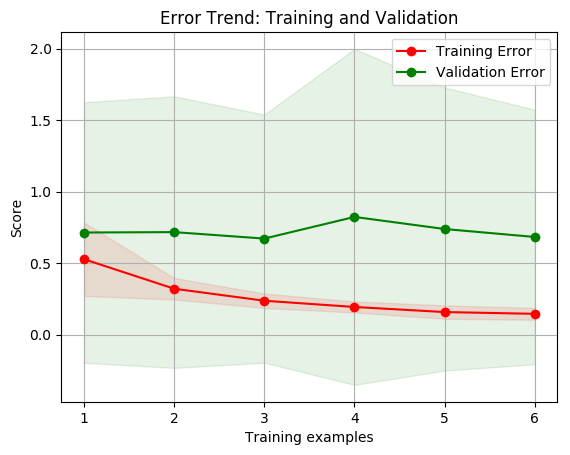 Error Trend: Training and Validation
Training Error
Validation Error
2.0
1.5
1.0
0.5
0.0
Score
1 2 3 4 5 6
Training examples